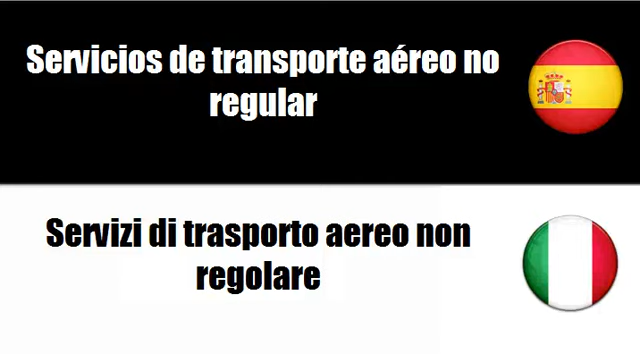 Servicios de transporte aéreo no
regular
Servizi di trasporto aereo non
regolare